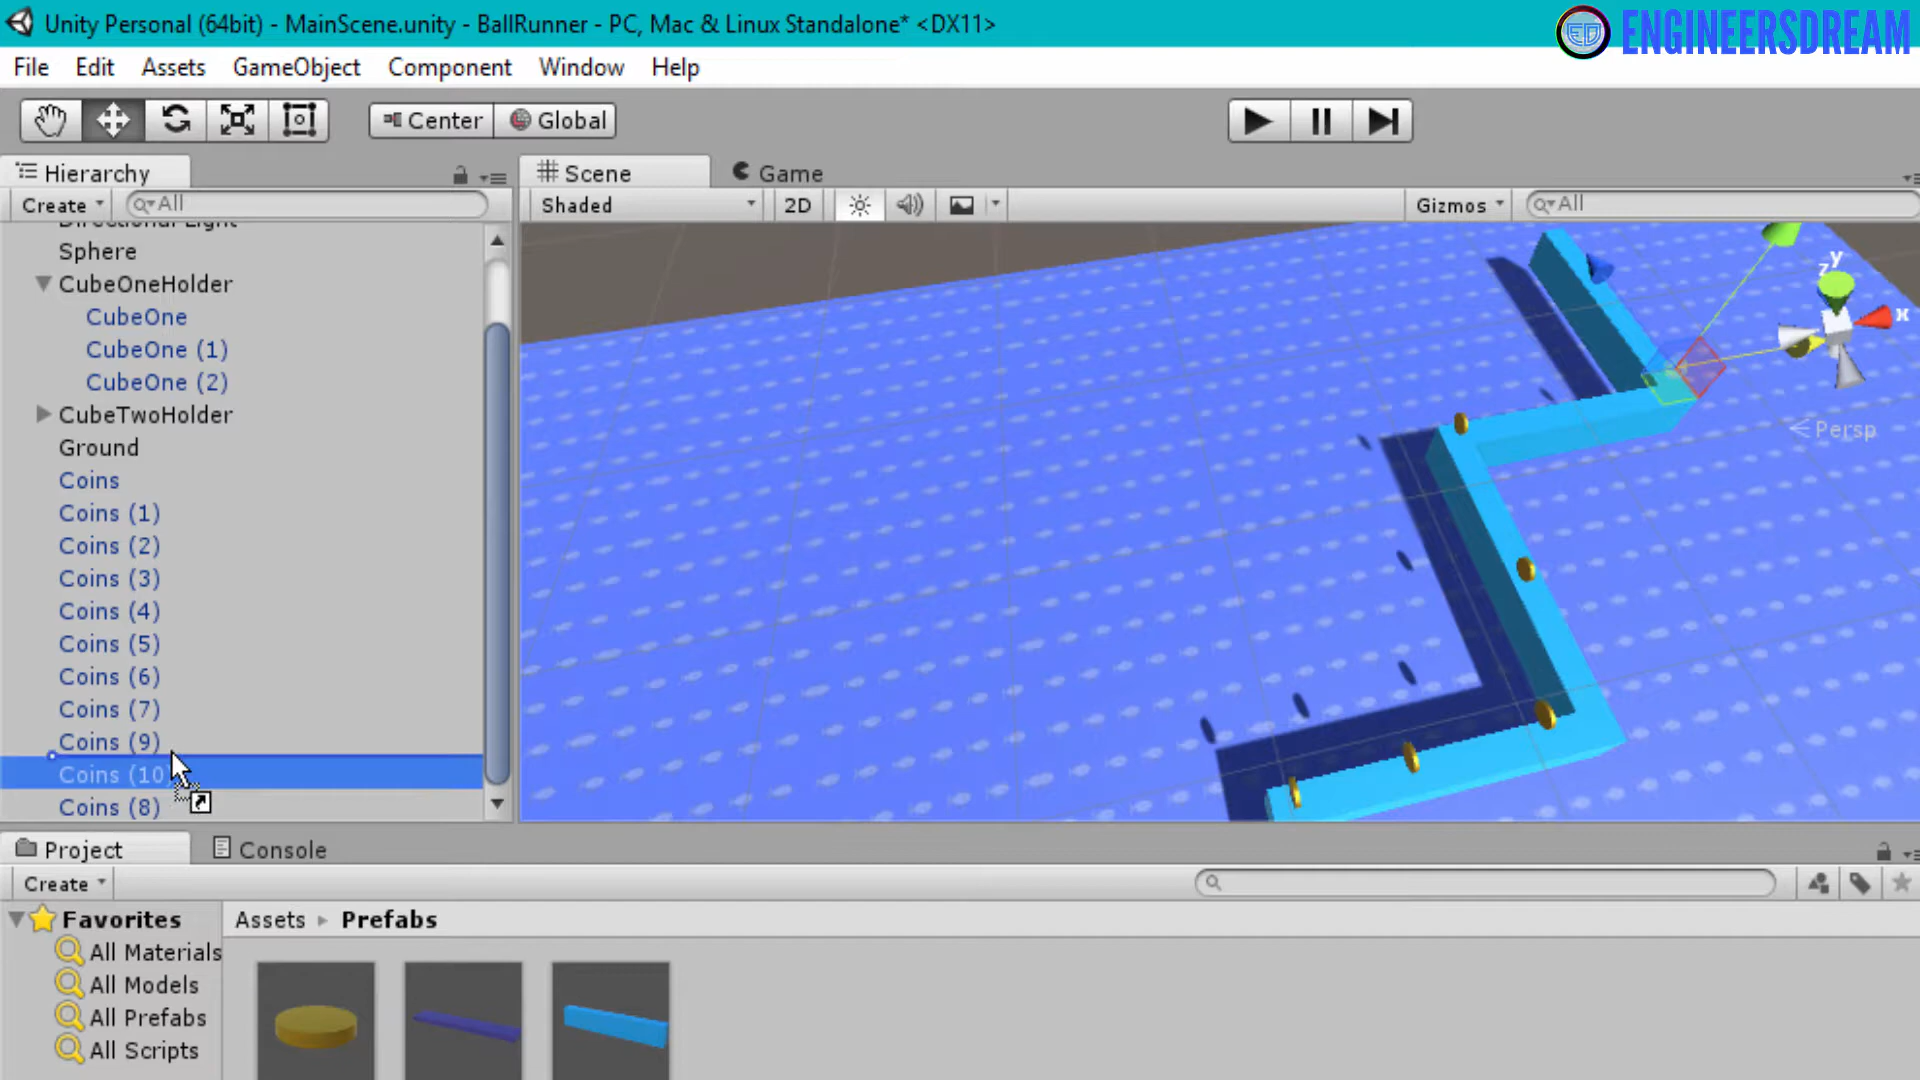 Unity Personal (64bit) - MainScene.unity - BallRunner - PC, Mac & Linux Standalone* <DX11>
ENGINEERSDREAM
File Edit Assets GameObject Component Window Help
Center Global
Hierarchy
Scene Game
Create All
Shaded 2D Gizmos All
Directional Light
Sphere
CubeOneHolder
CubeOne
CubeOne (1)
CubeOne (2)
CubeTwoHolder
Ground
Coins
Coins (1)
Coins (2)
Coins (3)
Coins (4)
Coins (5)
Coins (6)
Coins (7)
Coins (9)
Coins (10)
Coins (8)
y
z
x
Persp
Project Console
Create
Favorites
All Materials
All Models
All Prefabs
All Scripts
Assets Prefabs